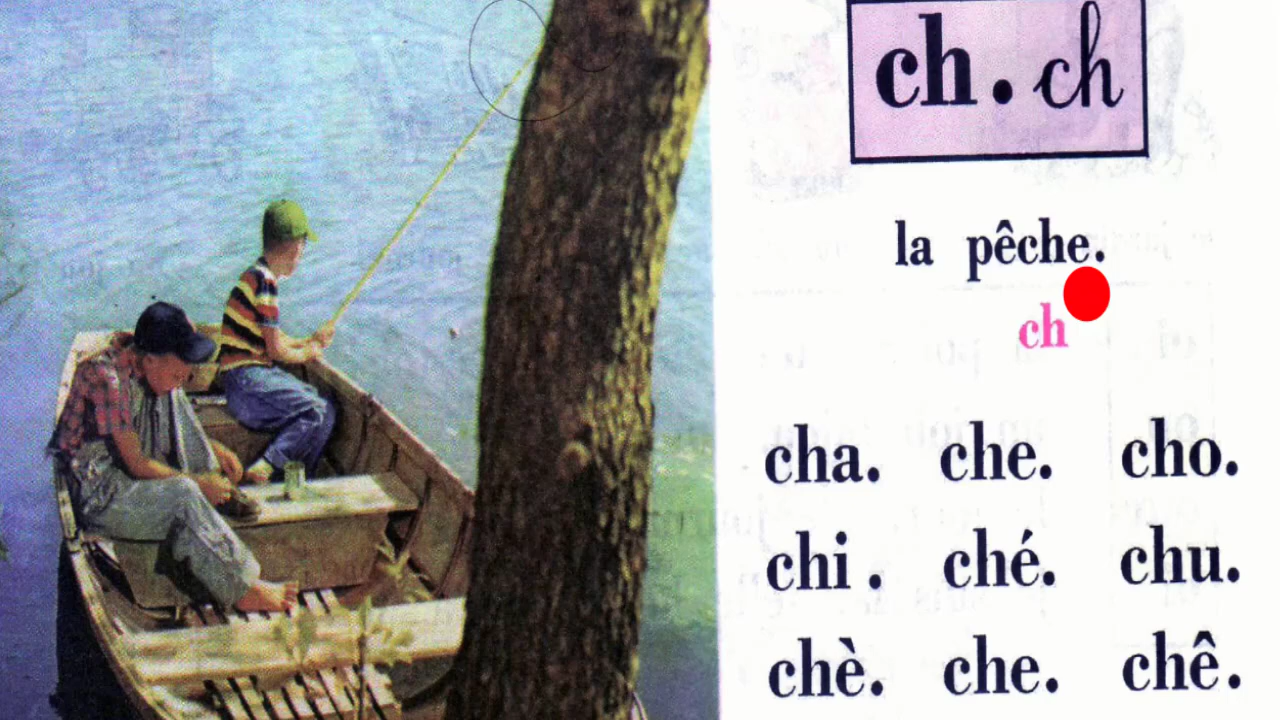 ch. ch
la pêche.
ch
cha. che. cho.
chi . ché. chu.
chè. che. chê.